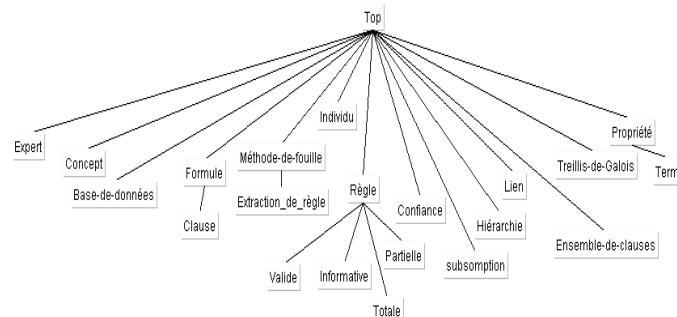 Top
Individu
Expert
Concept
Base-de-données
Formule
Méthode-de-fouille
Propriété
Treillis-de-Galois
Lien
Règle
Extraction_de_règle
Clause
Confiance
Hiérarchie
Ensemble-de-clauses
Partielle
subsomption
Valide
Informative
Totale